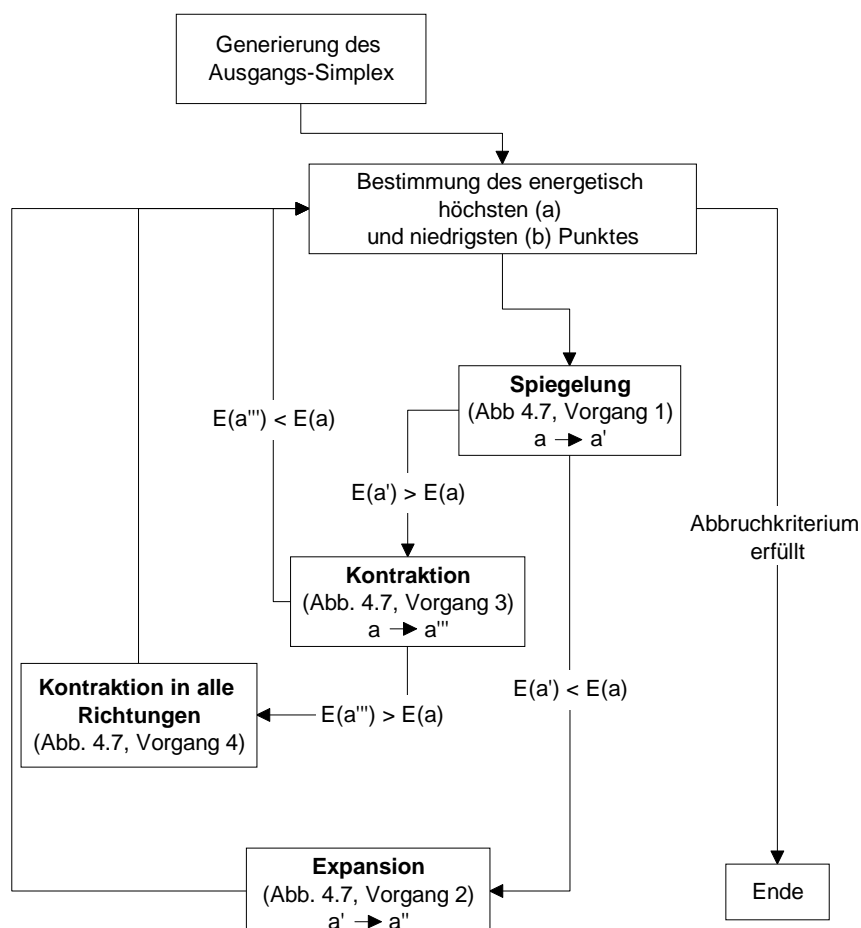 Generierung des
Ausgangs-Simplex
Bestimmung des energetisch
höchsten (a)
und niedrigsten (b) Punktes
Spiegelung
(Abb 4.7, Vorgang 1)
a → a'
E(a''') < E(a)
E(a') > E(a)
Abbruchkriterium
erfüllt
Kontraktion
(Abb. 4.7, Vorgang 3)
a → a'''
Kontraktion in alle
Richtungen
(Abb. 4.7, Vorgang 4)
E(a''') > E(a)
E(a') < E(a)
Expansion
(Abb. 4.7, Vorgang 2)
a' → a''
Ende